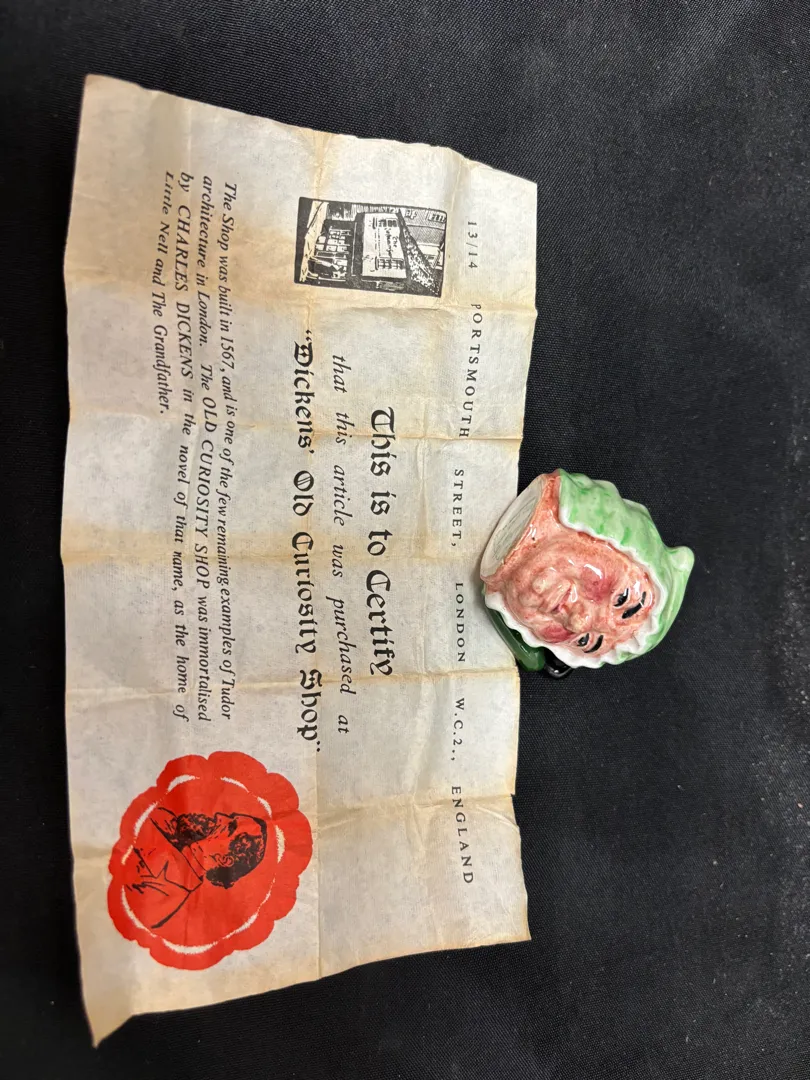 13/14 PORTSMOUTH STREET, LONDON W.C.2., ENGLAND
This is to Certify
that this article was purchased at
“Dickens’ Old Curiosity Shop”
The Shop was built in 1567, and is one of the few remaining examples of Tudor
architecture in London. The OLD CURIOSITY SHOP was immortalised
by CHARLES DICKENS in the novel of that name, as the home of
Little Nell and The Grandfather.